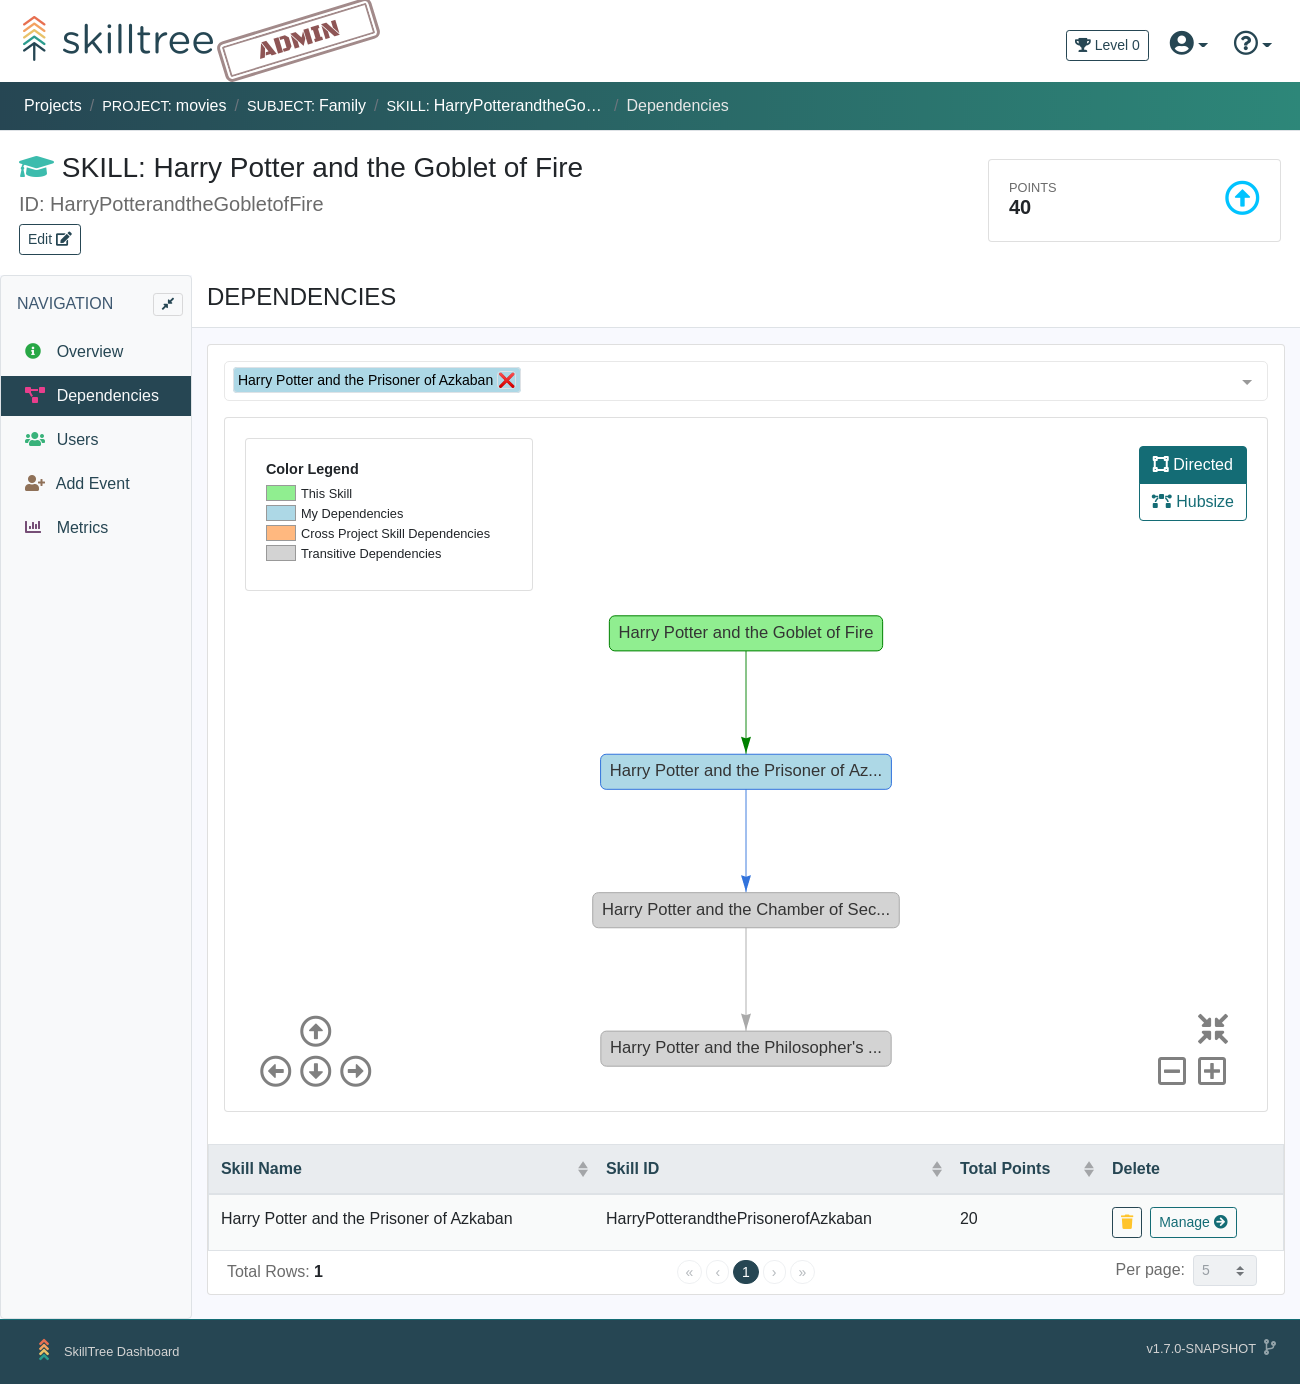 skilltree
ADMIN
Level 0
Projects / PROJECT: movies / SUBJECT: Family / SKILL: HarryPotterandtheGo… / Dependencies
SKILL: Harry Potter and the Goblet of Fire
ID: HarryPotterandtheGobletofFire
Edit
POINTS
40
NAVIGATION
Overview
Dependencies
Users
Add Event
Metrics
DEPENDENCIES
Harry Potter and the Prisoner of Azkaban ❌
Color Legend
This Skill
My Dependencies
Cross Project Skill Dependencies
Transitive Dependencies
Directed
Hubsize
Harry Potter and the Goblet of Fire
Harry Potter and the Prisoner of Az...
Harry Potter and the Chamber of Sec...
Harry Potter and the Philosopher's ...
Skill Name Skill ID Total Points Delete
Harry Potter and the Prisoner of Azkaban HarryPotterandthePrisonerofAzkaban 20 Manage
Total Rows: 1 « ‹ 1 › » Per page: 5
SkillTree Dashboard v1.7.0-SNAPSHOT